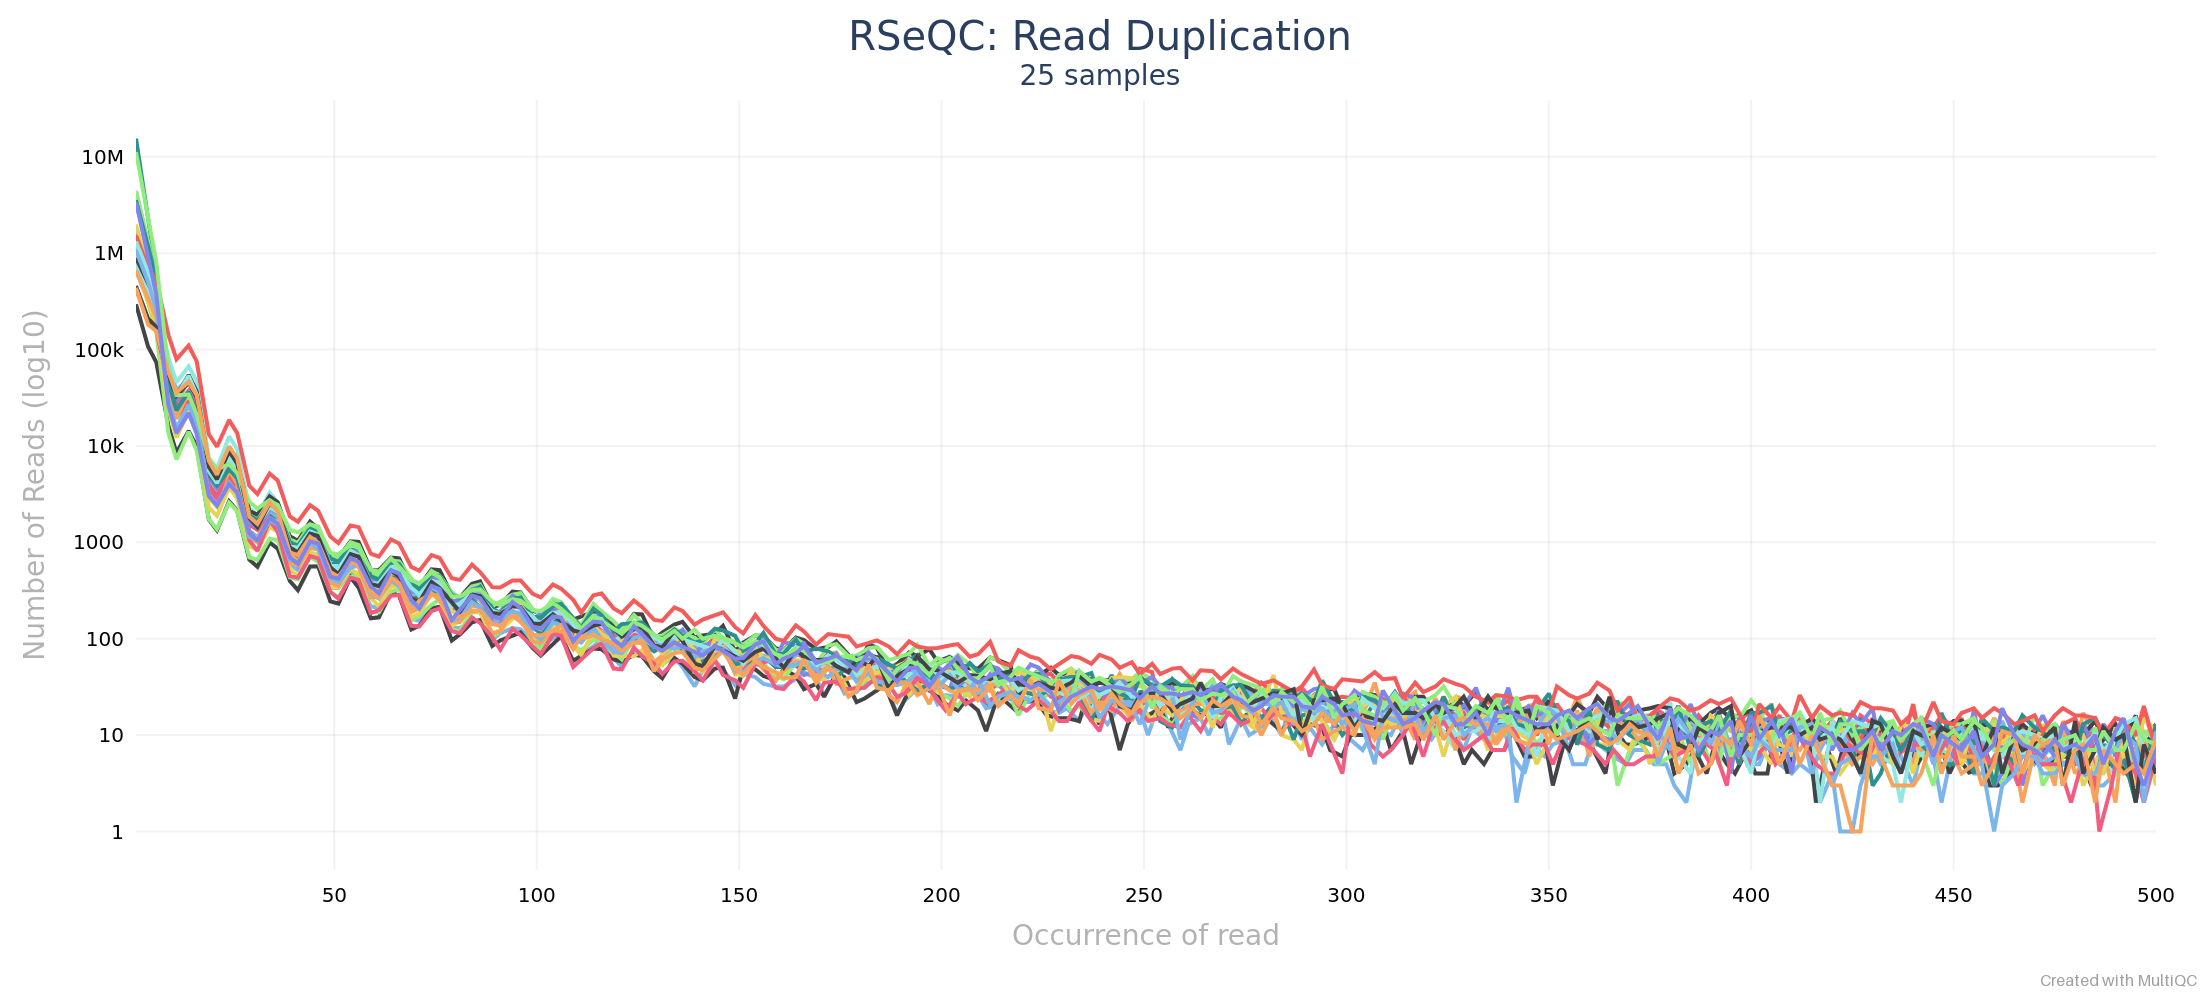 RSeQC: Read Duplication
25 samples
Number of Reads (log10)
10M
1M
100k
10k
1000
100
10
1
50
100
150
200
250
300
350
400
450
500
Occurrence of read
Created with MultiQC